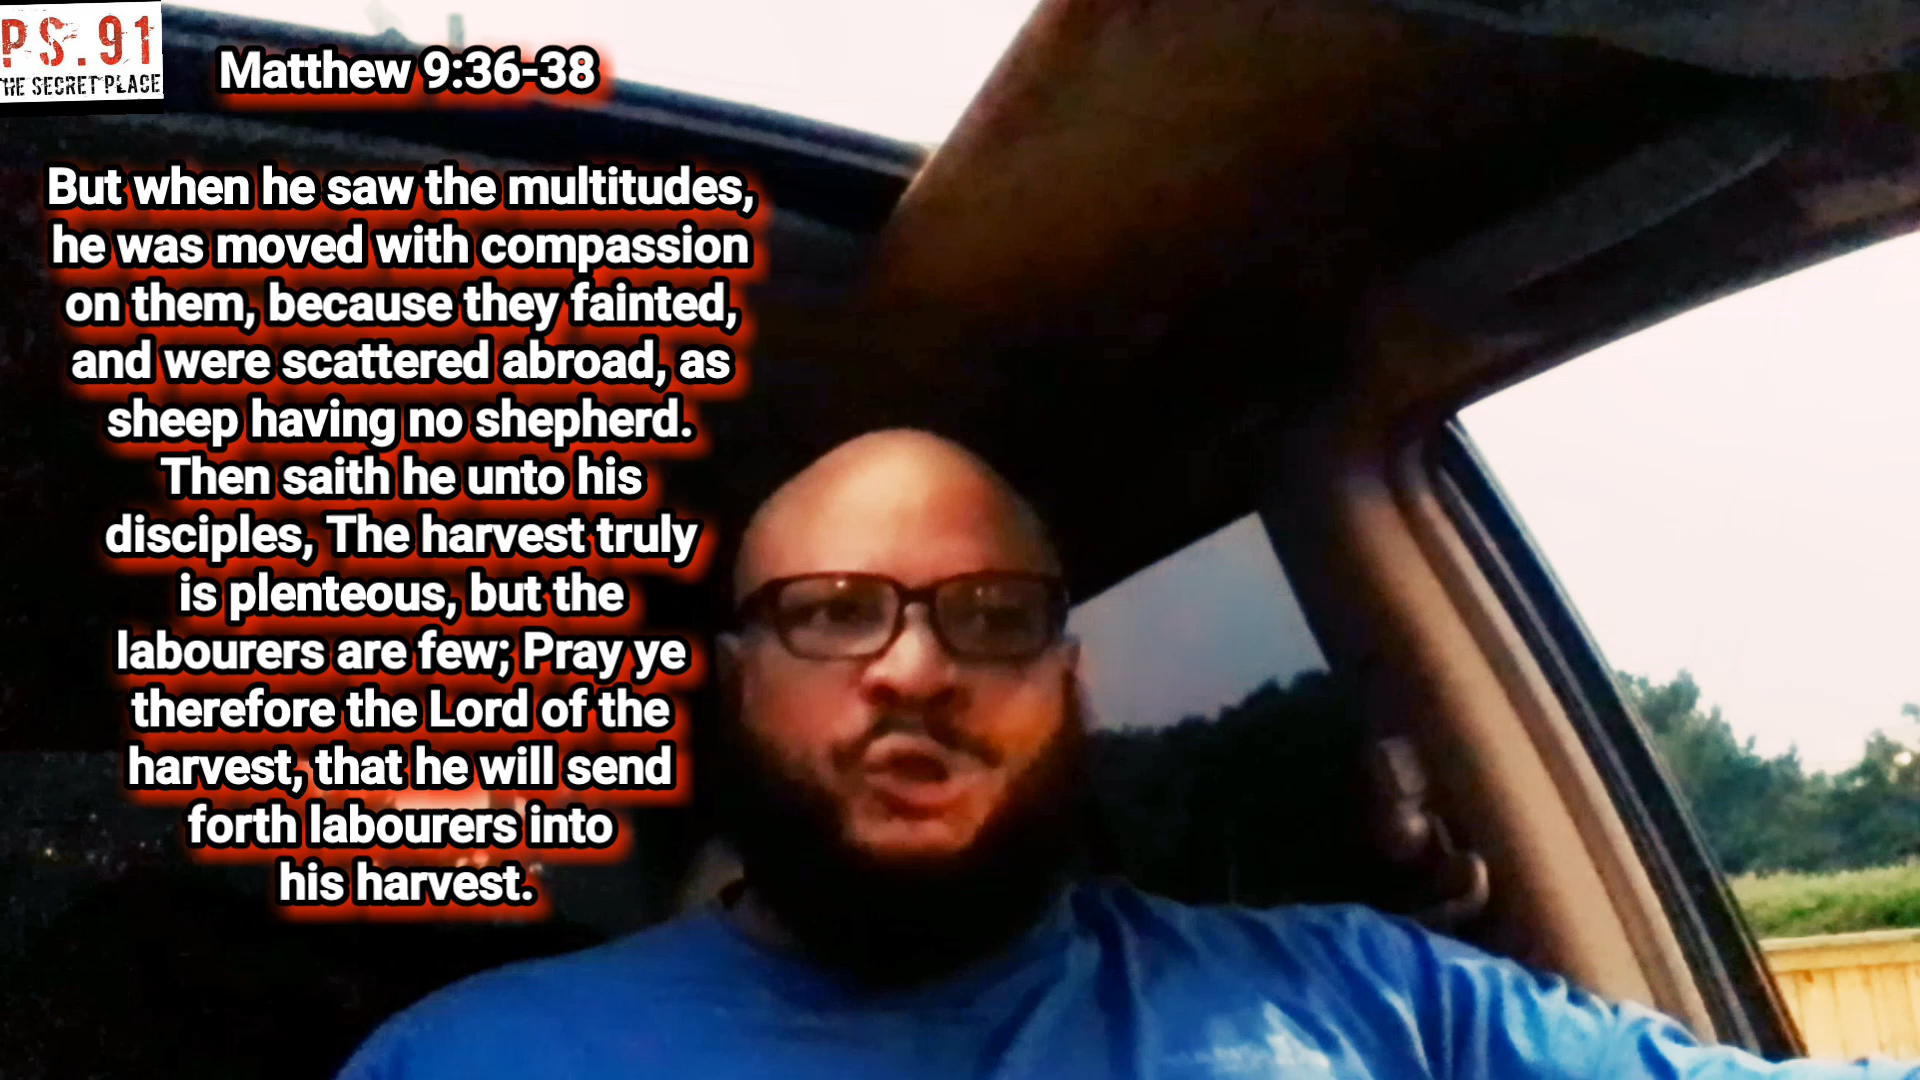 PS.91
THE SECRET PLACE
Matthew 9:36-38
But when he saw the multitudes,
he was moved with compassion
on them, because they fainted,
and were scattered abroad, as
sheep having no shepherd.
Then saith he unto his
disciples, The harvest truly
is plenteous, but the
labourers are few; Pray ye
therefore the Lord of the
harvest, that he will send
forth labourers into
his harvest.